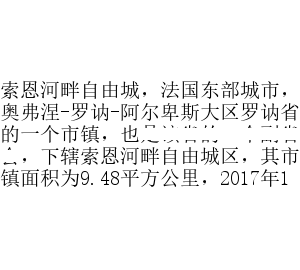 索恩河畔自由城，法国东部城市，
奥弗涅-罗讷-阿尔卑斯大区罗讷省
的一个市镇，也是该省的一个副省
，下辖索恩河畔自由城区，其市
镇面积为9.48平方公里，2017年1